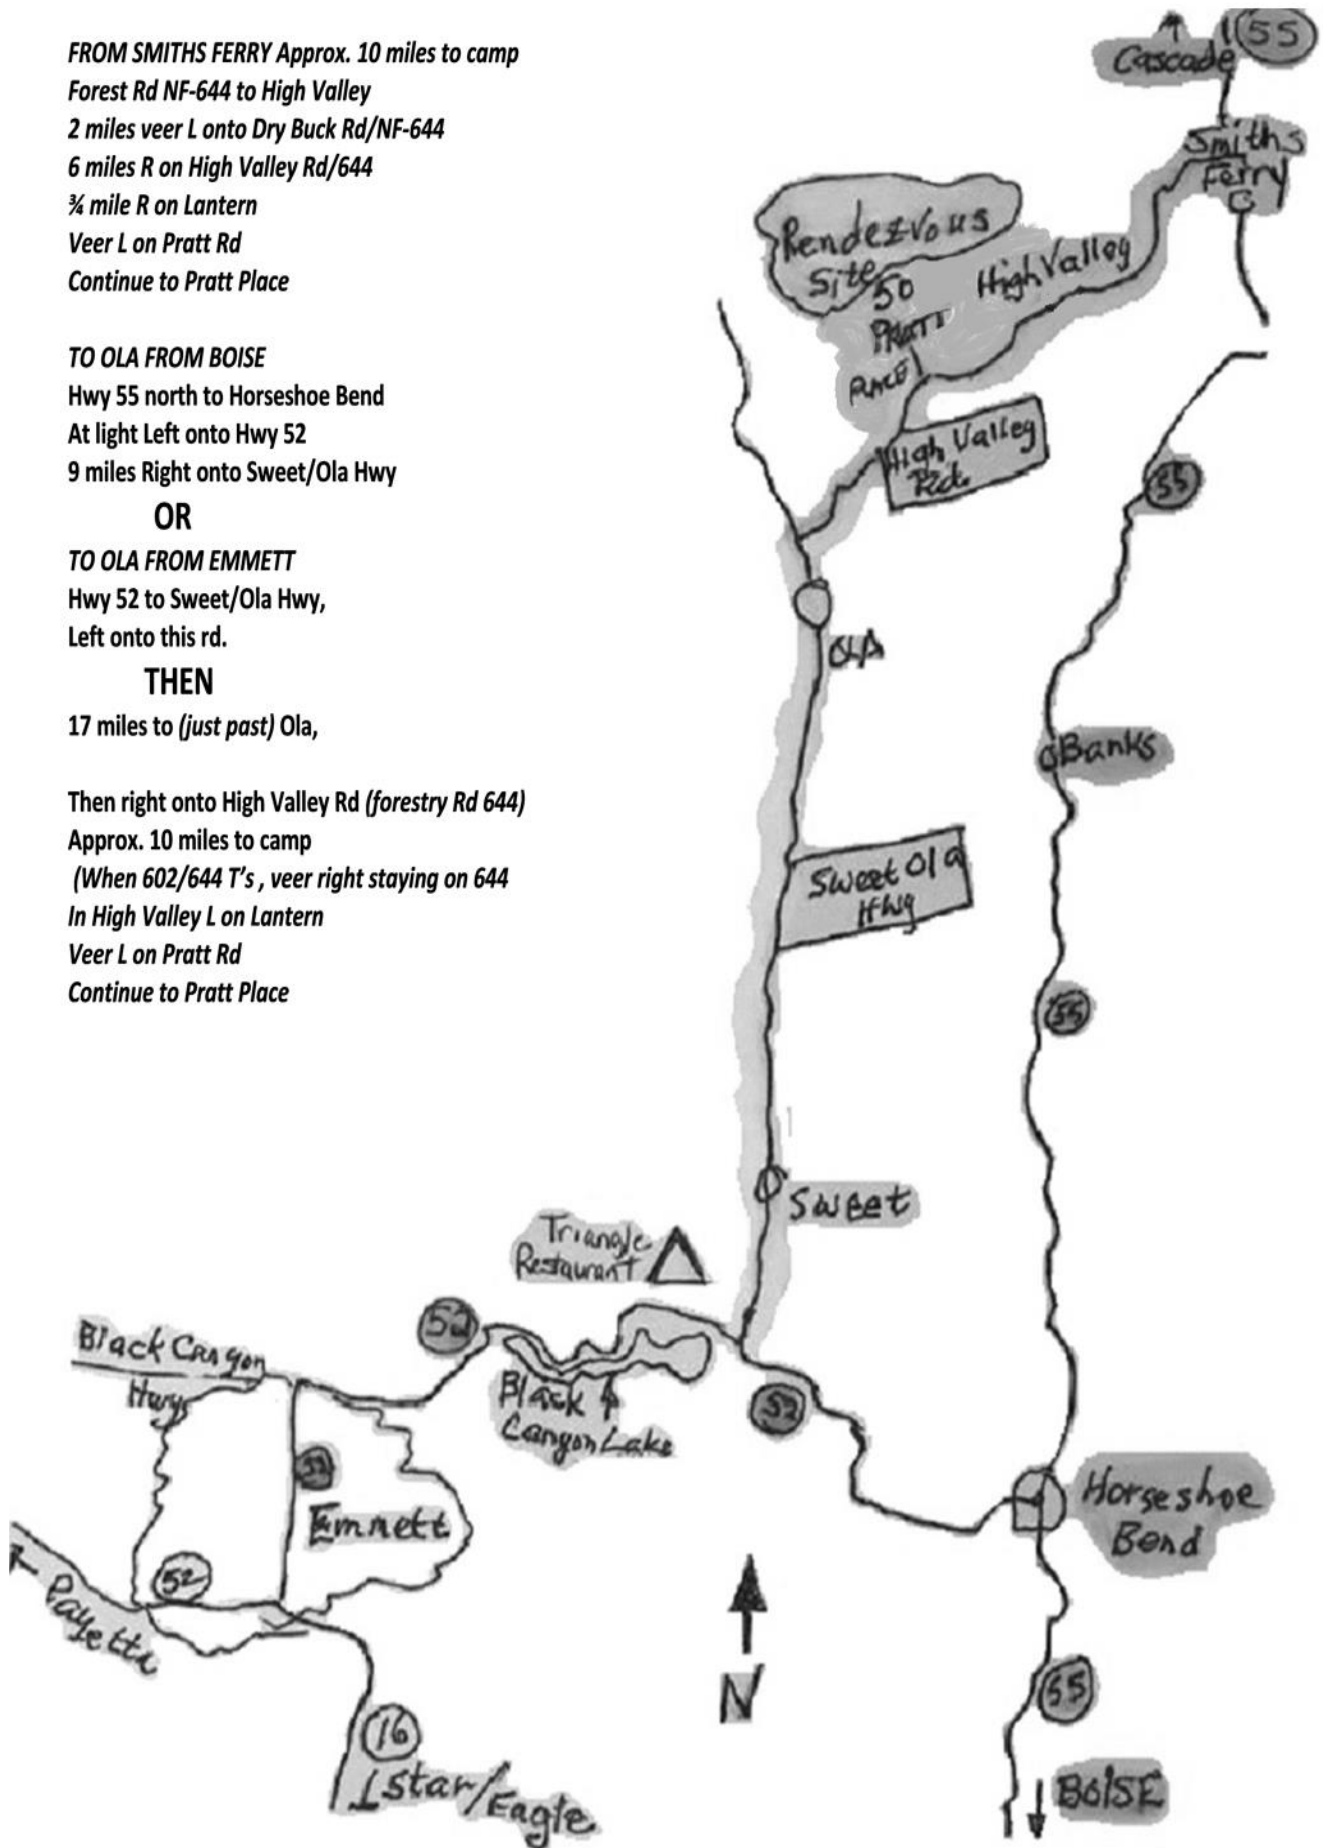 FROM SMITHS FERRY Approx. 10 miles to camp
Forest Rd NF-644 to High Valley
2 miles veer L onto Dry Buck Rd/NF-644
6 miles R on High Valley Rd/644
¾ mile R on Lantern
Veer L on Pratt Rd
Continue to Pratt Place
TO OLA FROM BOISE
Hwy 55 north to Horseshoe Bend
At light Left onto Hwy 52
9 miles Right onto Sweet/Ola Hwy
OR
TO OLA FROM EMMETT
Hwy 52 to Sweet/Ola Hwy,
Left onto this rd.
THEN
17 miles to (just past) Ola,
Then right onto High Valley Rd (forestry Rd 644)
Approx. 10 miles to camp
(When 602/644 T's , veer right staying on 644
In High Valley L on Lantern
Veer L on Pratt Rd
Continue to Pratt Place
55
Cascade
Smiths
Ferry
Rendezvous
Site
50
High Valley
PRATT
PLACE
High Valley
Rd.
55
OLA
Banks
Sweet Ola
Hwy
55
Sweet
Triangle
Restaurant
52
Black Canyon
Hwy
Black
Canyon Lake
52
52
Emmett
Horseshoe
Bend
52
Payette
N
55
16
Star/Eagle
BOISE